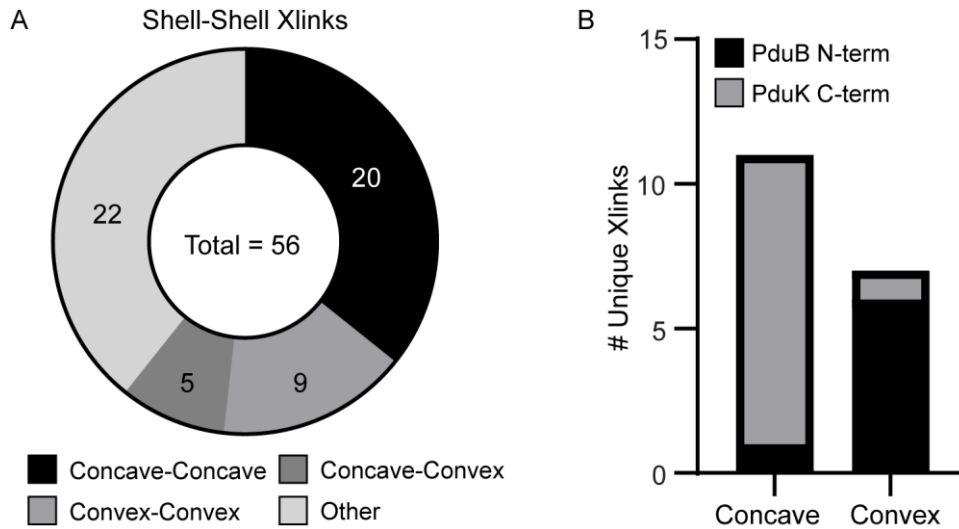 A
Shell-Shell Xlinks
20
22
Total = 56
5
9
Concave-Concave
Concave-Convex
Convex-Convex
Other
B
15
PduB N-term
PduK C-term
10
# Unique Xlinks
5
0
Concave
Convex